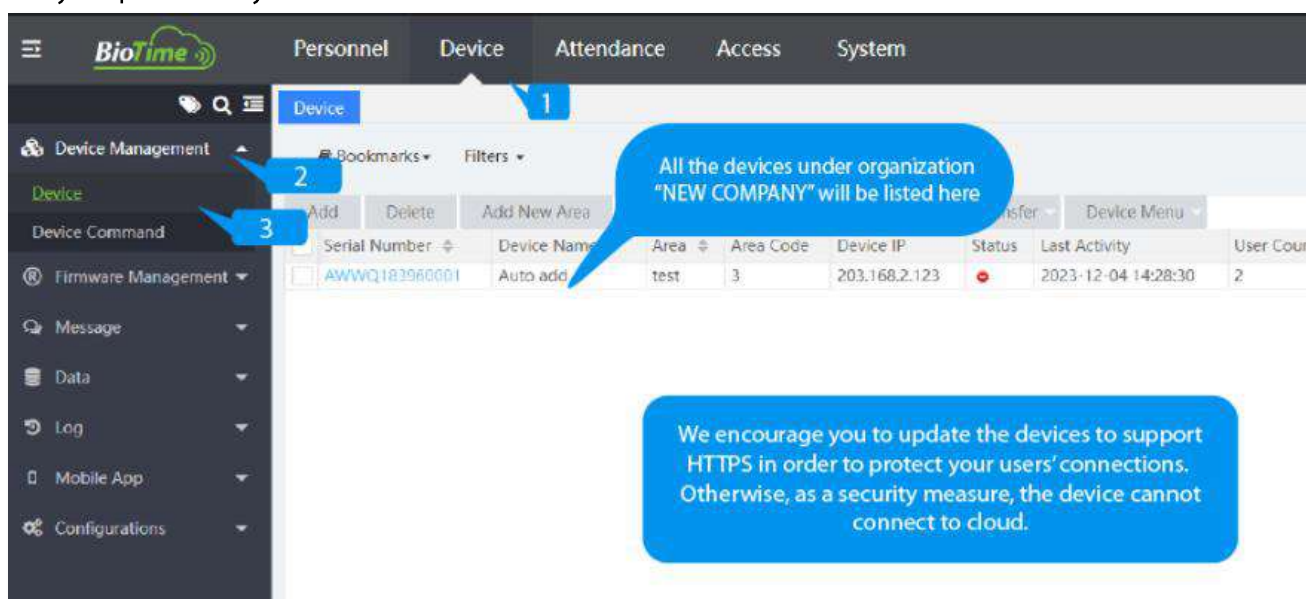 BioTime
Personnel Device Attendance Access System
1
Device
Device Management
2
Bookmarks Filters
All the devices under organization
"NEW COMPANY" will be listed here
Device
3
Add Delete Add New Area Device Menu
Device Command
Serial Number Device Name Area Area Code Device IP Status Last Activity User Coun
AWWQ183960001 Auto add test 3 203.168.2.123 2023-12-04 14:28:30 2
Firmware Management
Message
Data
Log
Mobile App
Configurations
We encourage you to update the devices to support
HTTPS in order to protect your users' connections.
Otherwise, as a security measure, the device cannot
connect to cloud.